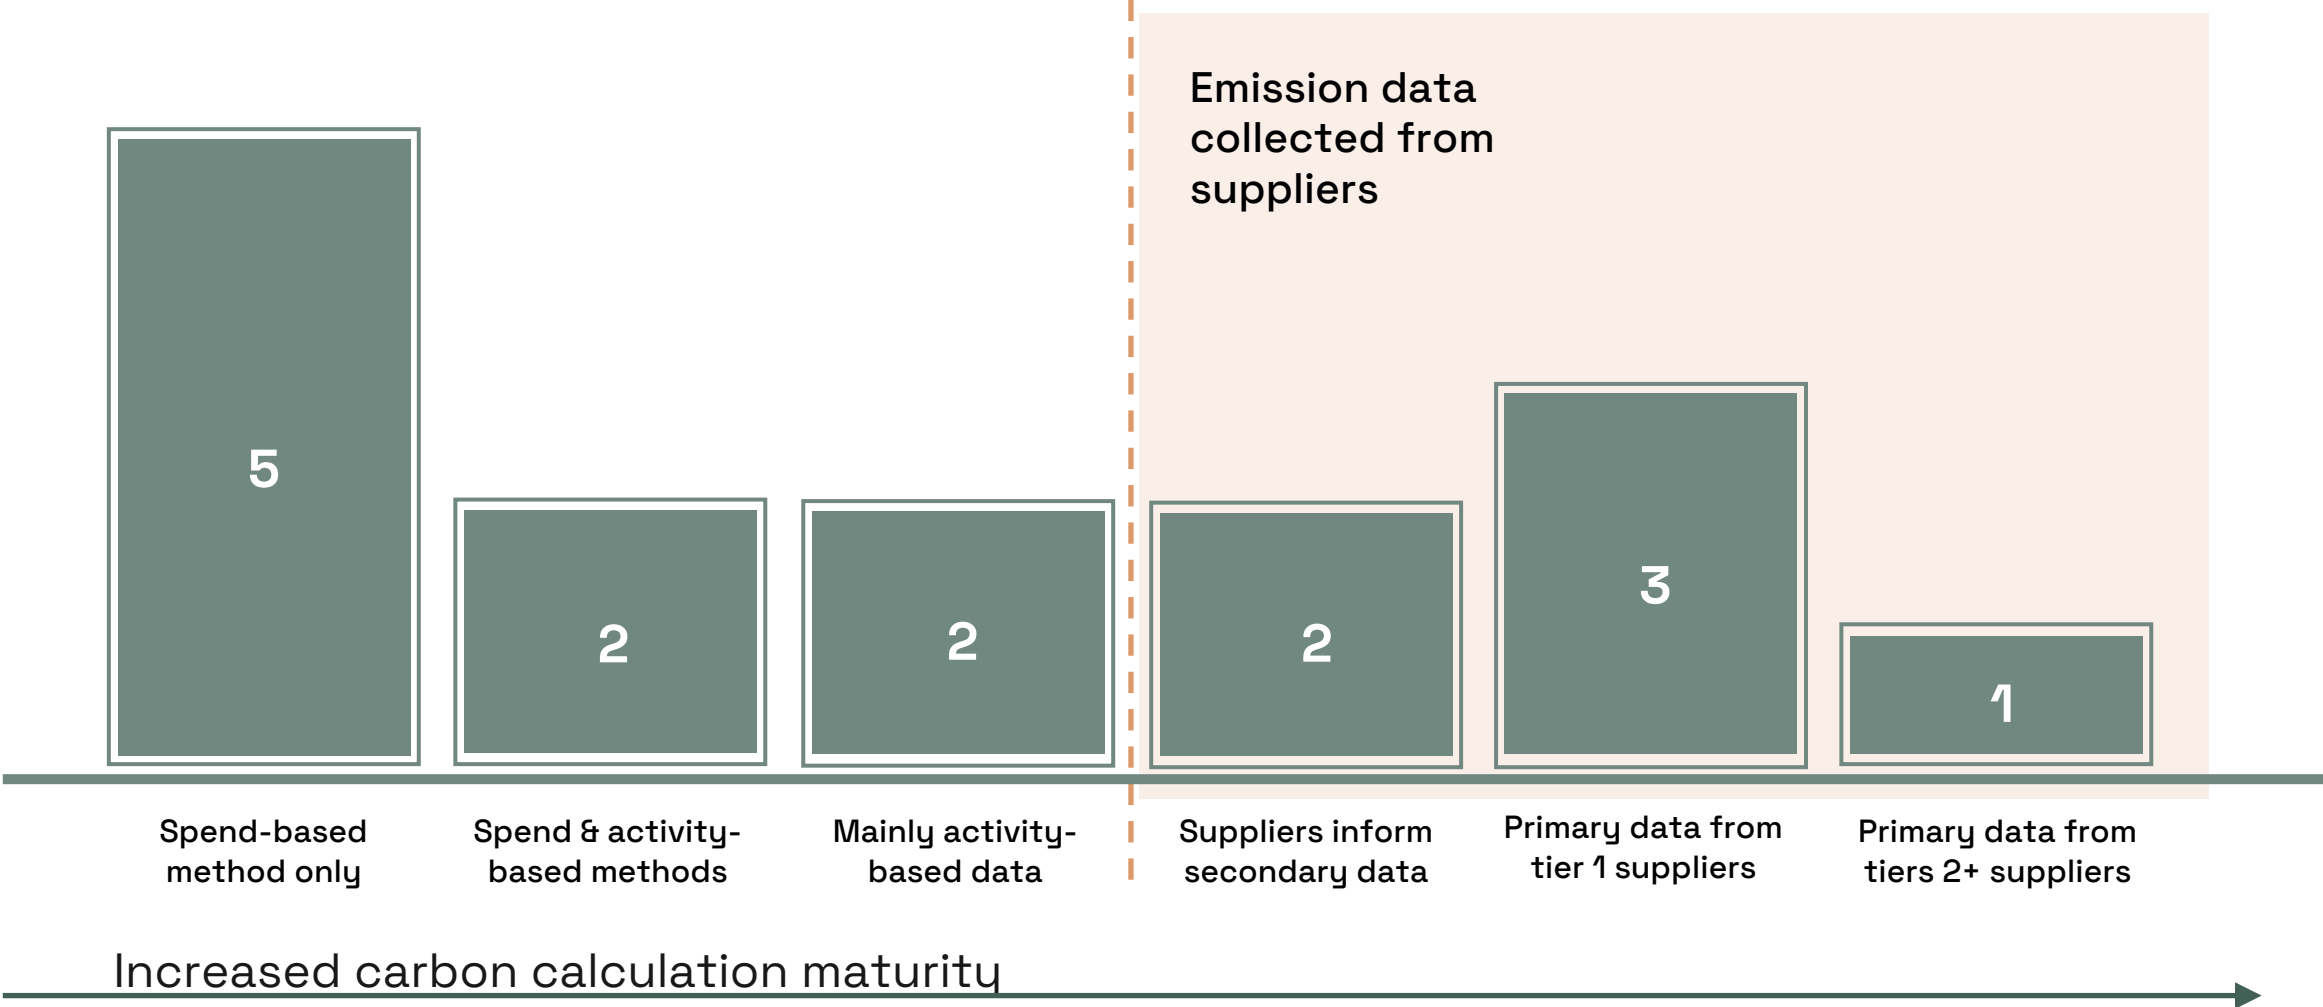 Emission data
collected from
suppliers
5
2
2
2
3
1
Spend-based
method only
Spend & activity-
based methods
Mainly activity-
based data
Suppliers inform
secondary data
Primary data from
tier 1 suppliers
Primary data from
tiers 2+ suppliers
Increased carbon calculation maturity